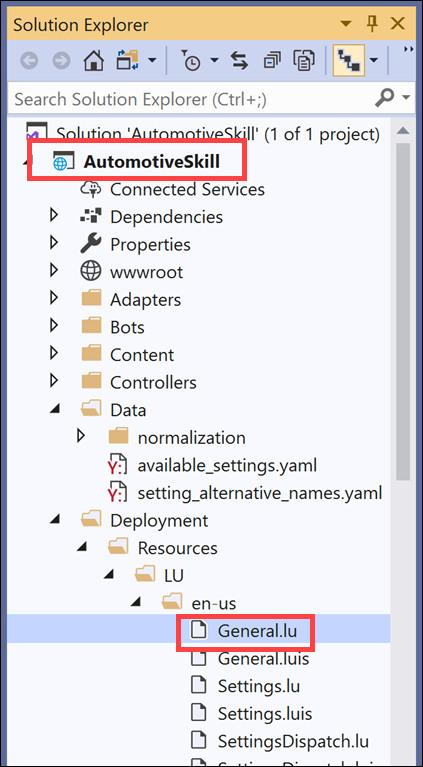 Solution Explorer
Search Solution Explorer (Ctrl+;)
Solution 'AutomotiveSkill' (1 of 1 project)
AutomotiveSkill
Connected Services
Dependencies
Properties
wwwroot
Adapters
Bots
Content
Controllers
Data
normalization
available_settings.yaml
setting_alternative_names.yaml
Deployment
Resources
LU
en-us
General.lu
General.luis
Settings.lu
Settings.luis
SettingsDispatch.lu